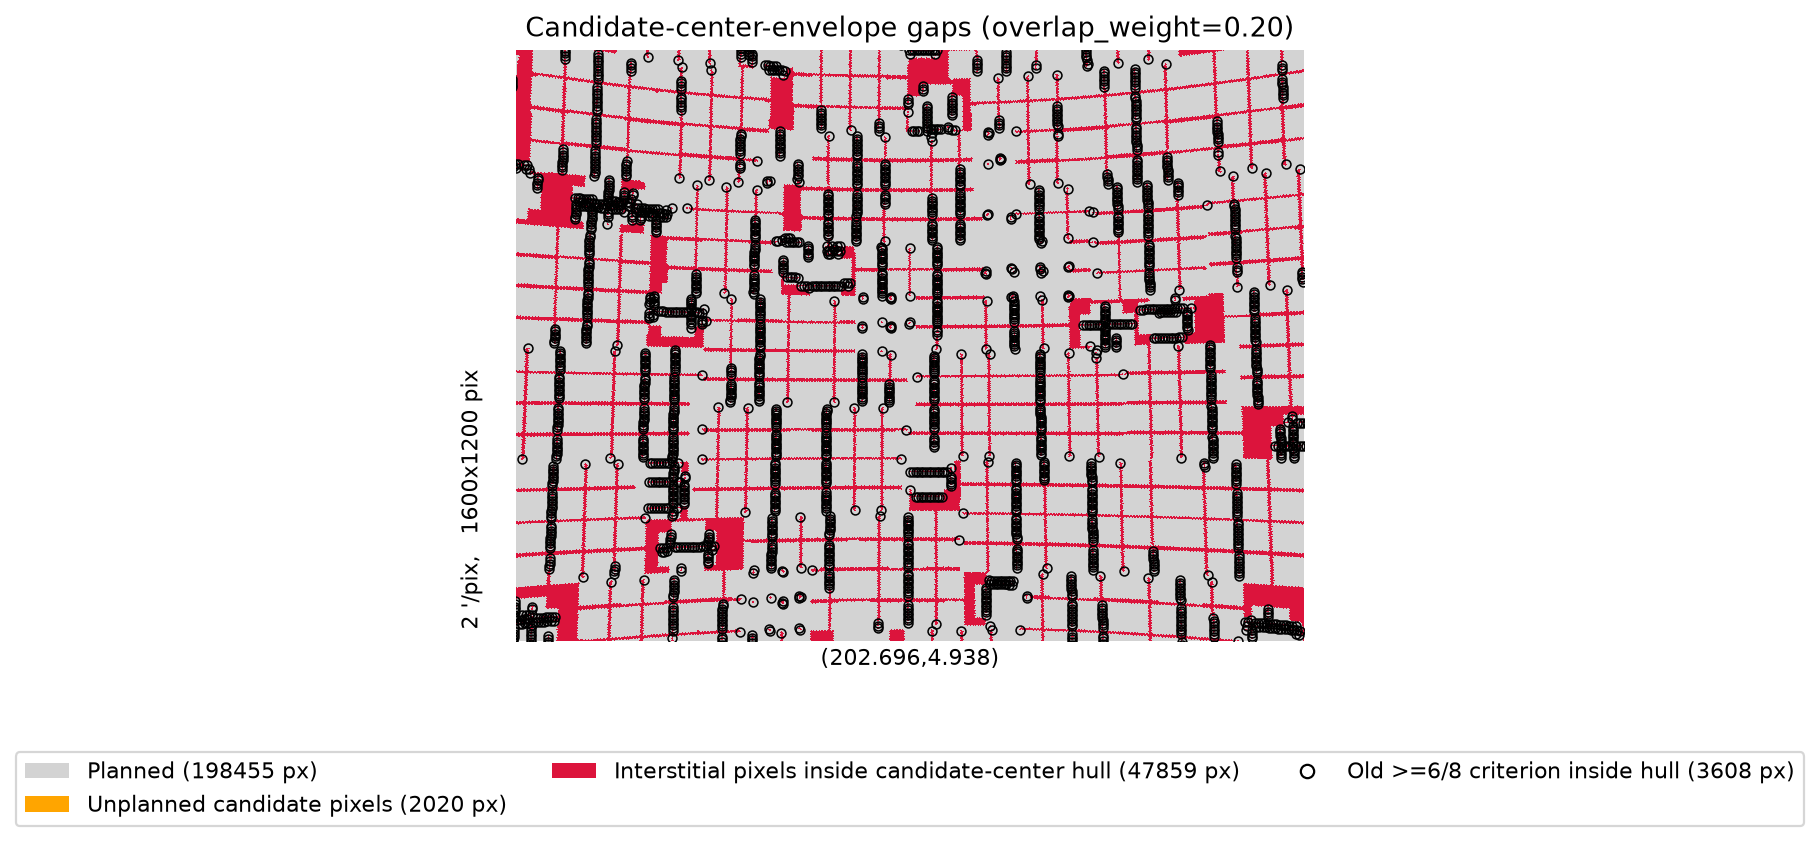 Candidate-center-envelope gaps (overlap_weight=0.20)
2 '/pix,   1600x1200 pix
(202.696,4.938)
Planned (198455 px)
Unplanned candidate pixels (2020 px)
Interstitial pixels inside candidate-center hull (47859 px)
Old >=6/8 criterion inside hull (3608 px)